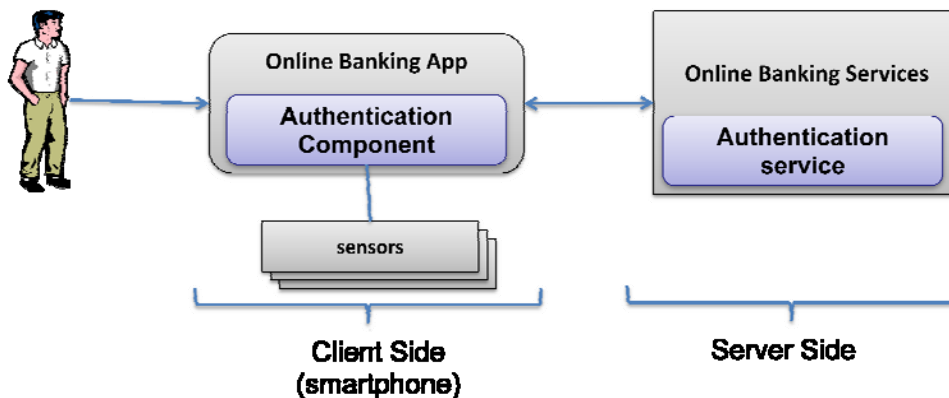 Online Banking App
Authentication
Component
Online Banking Services
Authentication
service
sensors
Client Side
(smartphone)
Server Side